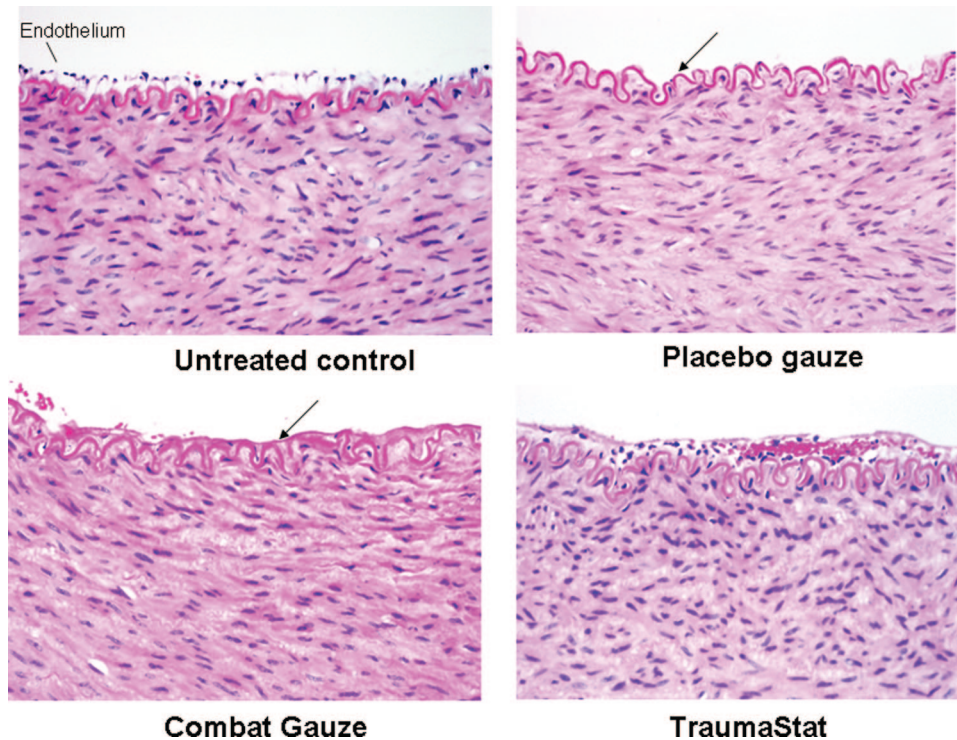 Endothelium
Untreated control
Placebo gauze
Combat Gauze
TraumaStat